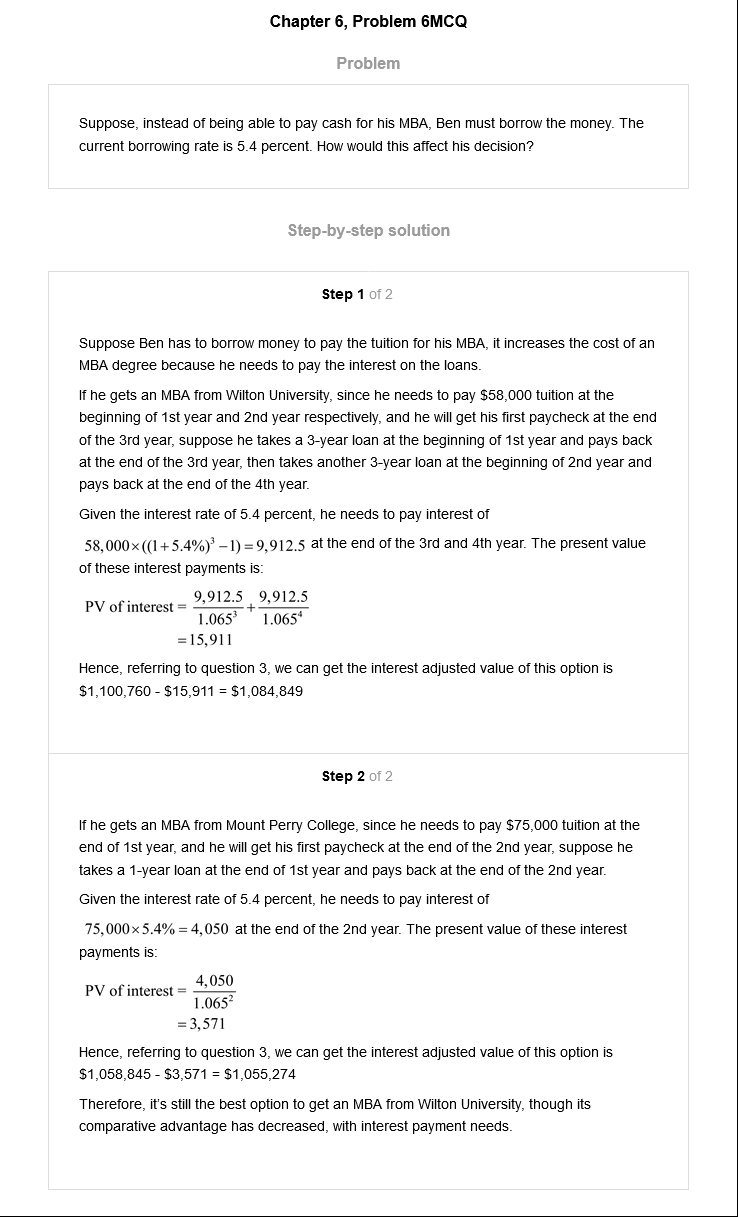 Chapter 6, Problem 6MCQ
Problem
Suppose, instead of being able to pay cash for his MBA, Ben must borrow the money. The
current borrowing rate is 5.4 percent. How would this affect his decision?
Step-by-step solution
Step 1 of 2
Suppose Ben has to borrow money to pay the tuition for his MBA, it increases the cost of an
MBA degree because he needs to pay the interest on the loans.
If he gets an MBA from Wilton University, since he needs to pay $58,000 tuition at the
beginning of 1st year and 2nd year respectively, and he will get his first paycheck at the end
of the 3rd year, suppose he takes a 3-year loan at the beginning of 1st year and pays back
at the end of the 3rd year, then takes another 3-year loan at the beginning of 2nd year and
pays back at the end of the 4th year.
Given the interest rate of 5.4 percent, he needs to pay interest of
58,000×((1+5.4%)³ −1)=9,912.5 at the end of the 3rd and 4th year. The present value
of these interest payments is:
PV of interest = 9,912.5/1.065³ + 9,912.5/1.065⁴
=15,911
Hence, referring to question 3, we can get the interest adjusted value of this option is
$1,100,760 - $15,911 = $1,084,849
Step 2 of 2
If he gets an MBA from Mount Perry College, since he needs to pay $75,000 tuition at the
end of 1st year, and he will get his first paycheck at the end of the 2nd year, suppose he
takes a 1-year loan at the end of 1st year and pays back at the end of the 2nd year.
Given the interest rate of 5.4 percent, he needs to pay interest of
75,000×5.4% = 4,050 at the end of the 2nd year. The present value of these interest
payments is:
PV of interest = 4,050/1.065²
=3,571
Hence, referring to question 3, we can get the interest adjusted value of this option is
$1,058,845 - $3,571 = $1,055,274
Therefore, it's still the best option to get an MBA from Wilton University, though its
comparative advantage has decreased, with interest payment needs.